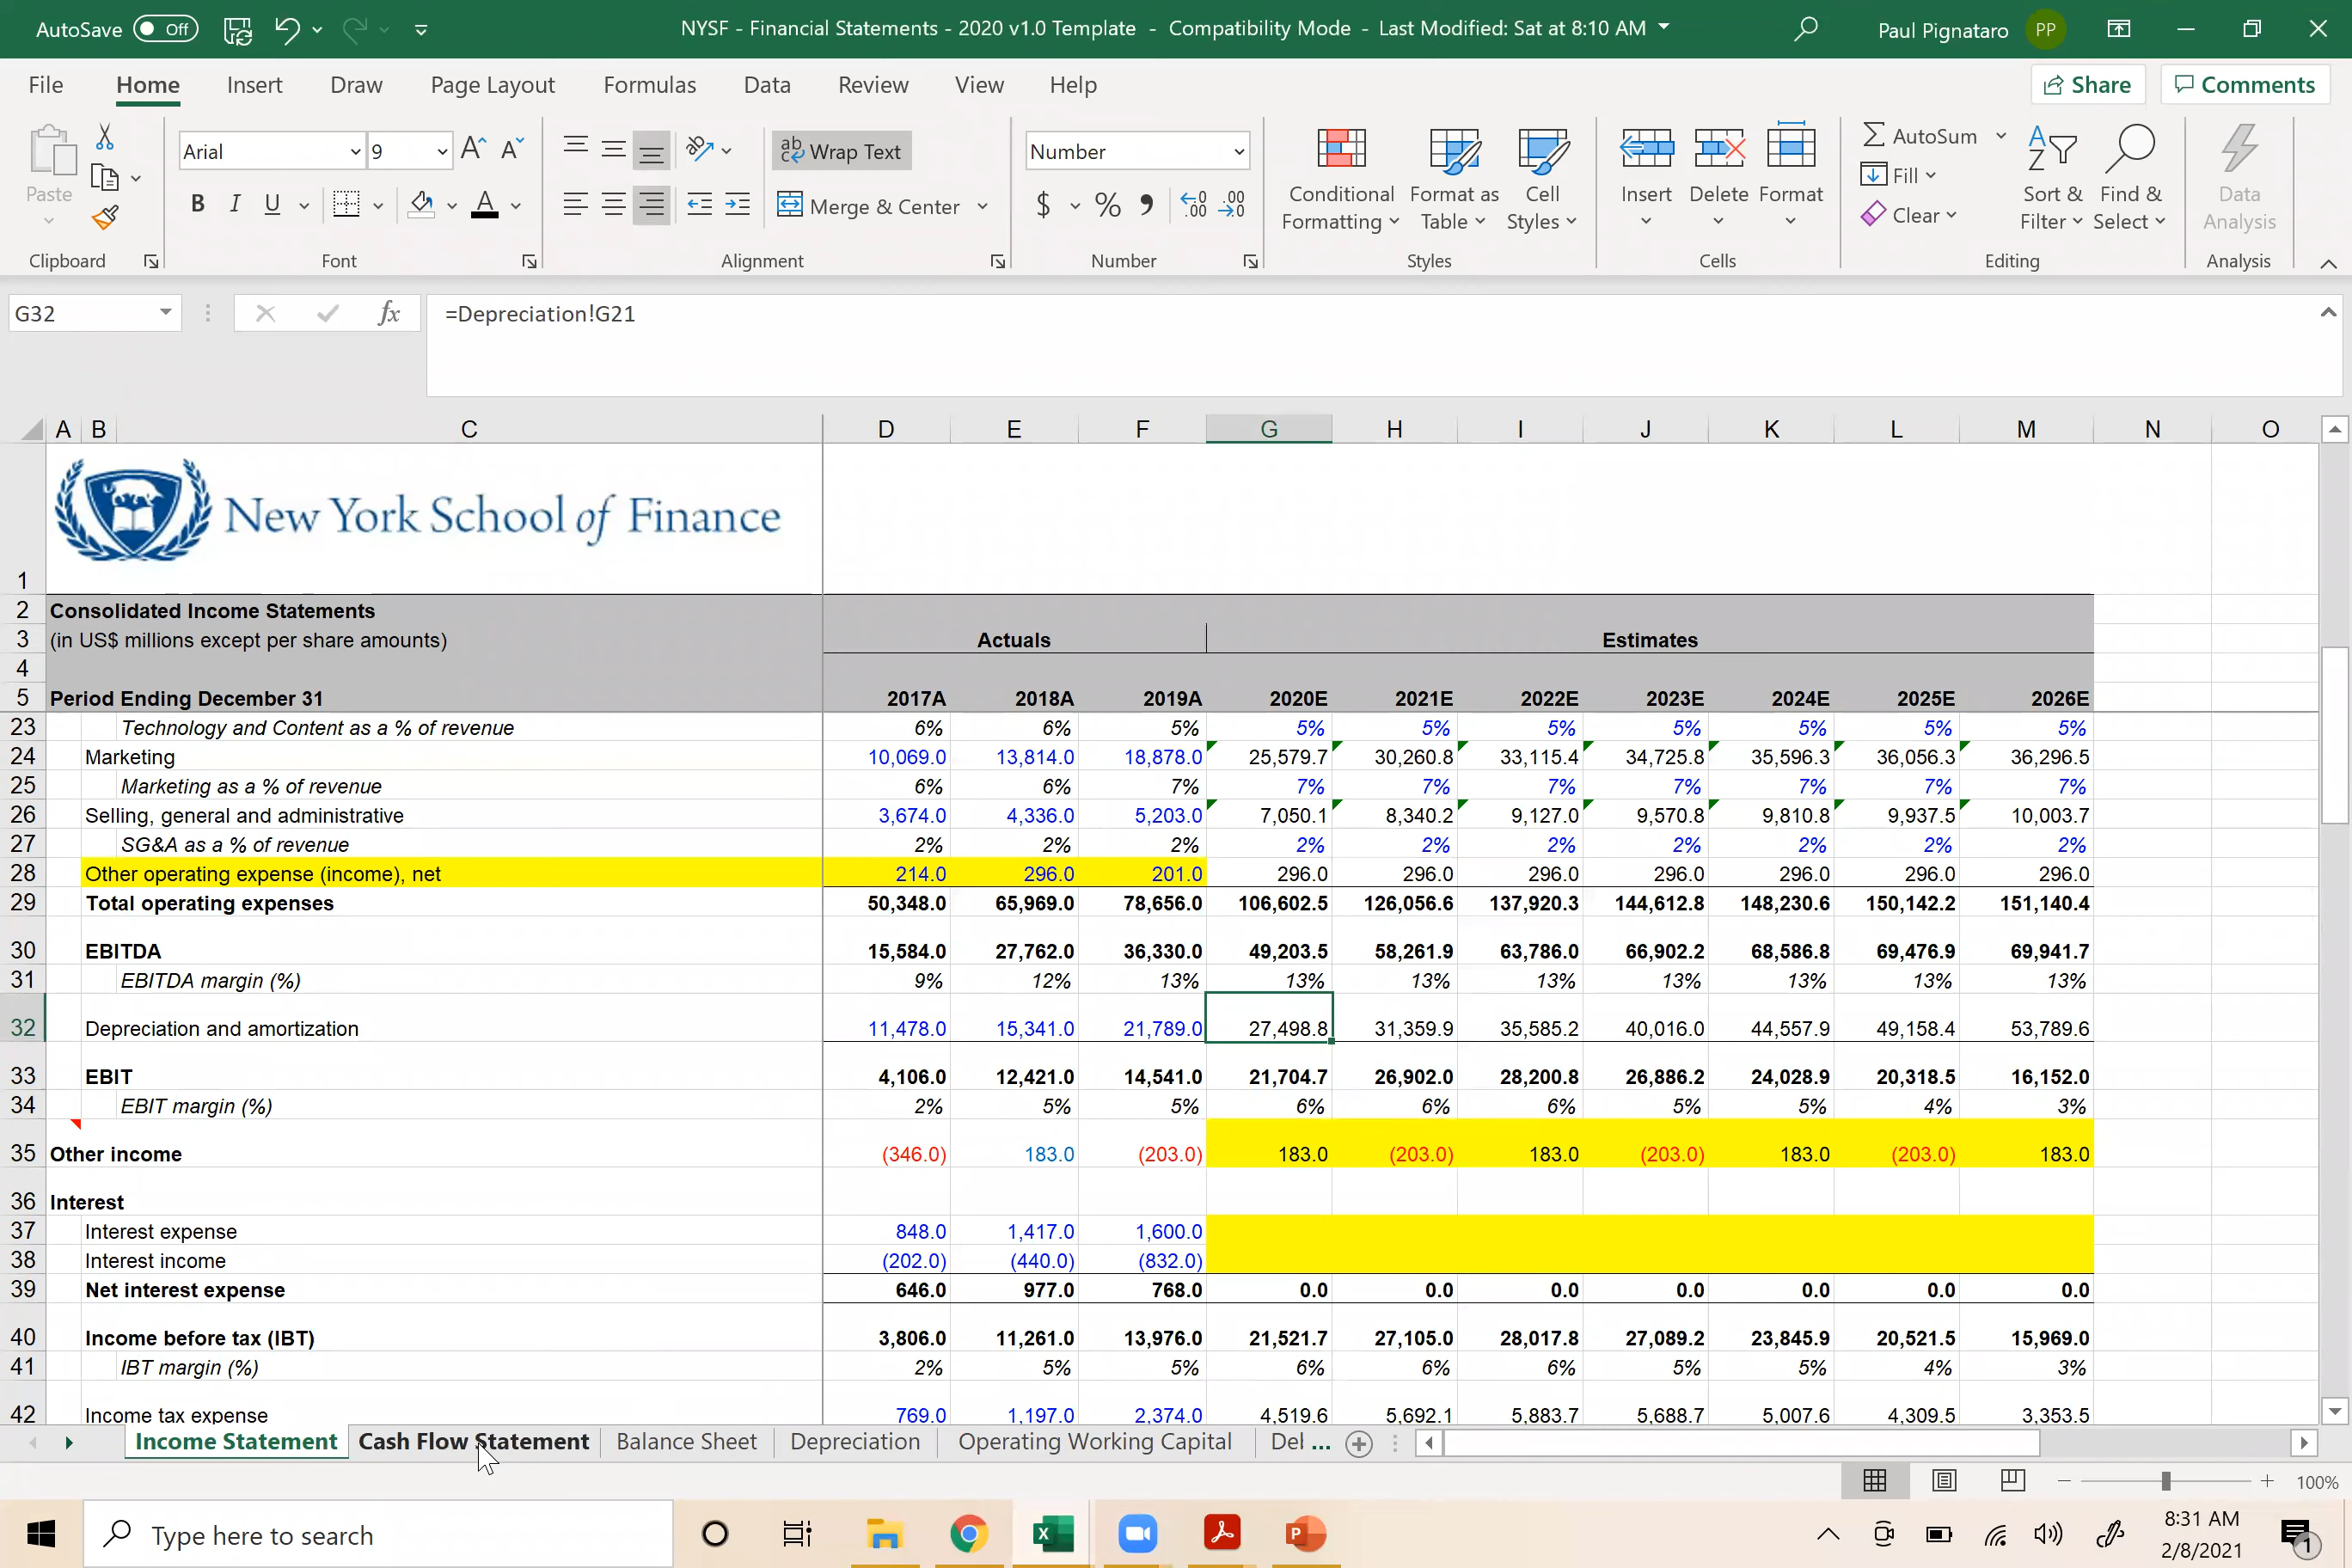 AutoSave Off NYSF - Financial Statements - 2020 v1.0 Template - Compatibility Mode - Last Modified: Sat at 8:10 AM Paul Pignataro PP
File Home Insert Draw Page Layout Formulas Data Review View Help Share Comments
Paste Arial 9 Wrap Text Number Conditional Formatting Format as Table Cell Styles Insert Delete Format AutoSum Fill Clear Sort & Filter Find & Select Data Analysis
B I U Merge & Center $ % 9
Clipboard Font Alignment Number Styles Cells Editing Analysis
G32 fx =Depreciation!G21
A B C D E F G H I J K L M N O
New York School of Finance
1
2 Consolidated Income Statements
3 (in US$ millions except per share amounts) Actuals Estimates
4
5 Period Ending December 31 2017A 2018A 2019A 2020E 2021E 2022E 2023E 2024E 2025E 2026E
23 Technology and Content as a % of revenue 6% 6% 5% 5% 5% 5% 5% 5% 5% 5%
24 Marketing 10,069.0 13,814.0 18,878.0 25,579.7 30,260.8 33,115.4 34,725.8 35,596.3 36,056.3 36,296.5
25 Marketing as a % of revenue 6% 6% 7% 7% 7% 7% 7% 7% 7% 7%
26 Selling, general and administrative 3,674.0 4,336.0 5,203.0 7,050.1 8,340.2 9,127.0 9,570.8 9,810.8 9,937.5 10,003.7
27 SG&A as a % of revenue 2% 2% 2% 2% 2% 2% 2% 2% 2% 2%
28 Other operating expense (income), net 214.0 296.0 201.0 296.0 296.0 296.0 296.0 296.0 296.0 296.0
29 Total operating expenses 50,348.0 65,969.0 78,656.0 106,602.5 126,056.6 137,920.3 144,612.8 148,230.6 150,142.2 151,140.4
30 EBITDA 15,584.0 27,762.0 36,330.0 49,203.5 58,261.9 63,786.0 66,902.2 68,586.8 69,476.9 69,941.7
31 EBITDA margin (%) 9% 12% 13% 13% 13% 13% 13% 13% 13% 13%
32 Depreciation and amortization 11,478.0 15,341.0 21,789.0 27,498.8 31,359.9 35,585.2 40,016.0 44,557.9 49,158.4 53,789.6
33 EBIT 4,106.0 12,421.0 14,541.0 21,704.7 26,902.0 28,200.8 26,886.2 24,028.9 20,318.5 16,152.0
34 EBIT margin (%) 2% 5% 5% 6% 6% 6% 5% 5% 4% 3%
35 Other income (346.0) 183.0 (203.0) 183.0 (203.0) 183.0 (203.0) 183.0 (203.0) 183.0
36 Interest
37 Interest expense 848.0 1,417.0 1,600.0
38 Interest income (202.0) (440.0) (832.0)
39 Net interest expense 646.0 977.0 768.0 0.0 0.0 0.0 0.0 0.0 0.0 0.0
40 Income before tax (IBT) 3,806.0 11,261.0 13,976.0 21,521.7 27,105.0 28,017.8 27,089.2 23,845.9 20,521.5 15,969.0
41 IBT margin (%) 2% 5% 5% 6% 6% 6% 5% 5% 4% 3%
42 Income tax expense 769.0 1,197.0 2,374.0 4,519.6 5,692.1 5,883.7 5,688.7 5,007.6 4,309.5 3,353.5
Income Statement Cash Flow Statement Balance Sheet Depreciation Operating Working Capital Del ...
100%
Type here to search 8:31 AM
2/8/2021 1